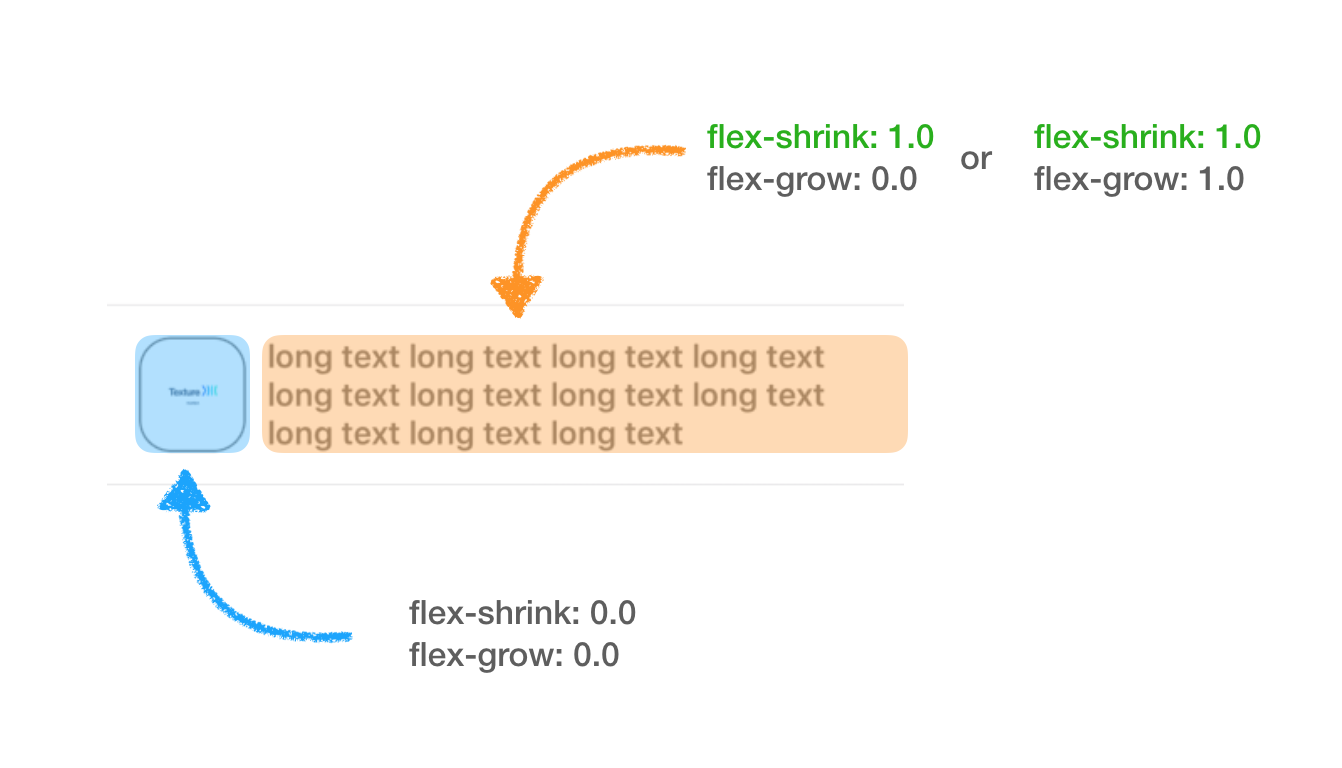 flex-shrink: 1.0
flex-grow: 0.0
or
flex-shrink: 1.0
flex-grow: 1.0
long text long text long text long text
long text long text long text long text
long text long text long text
Texture
flex-shrink: 0.0
flex-grow: 0.0